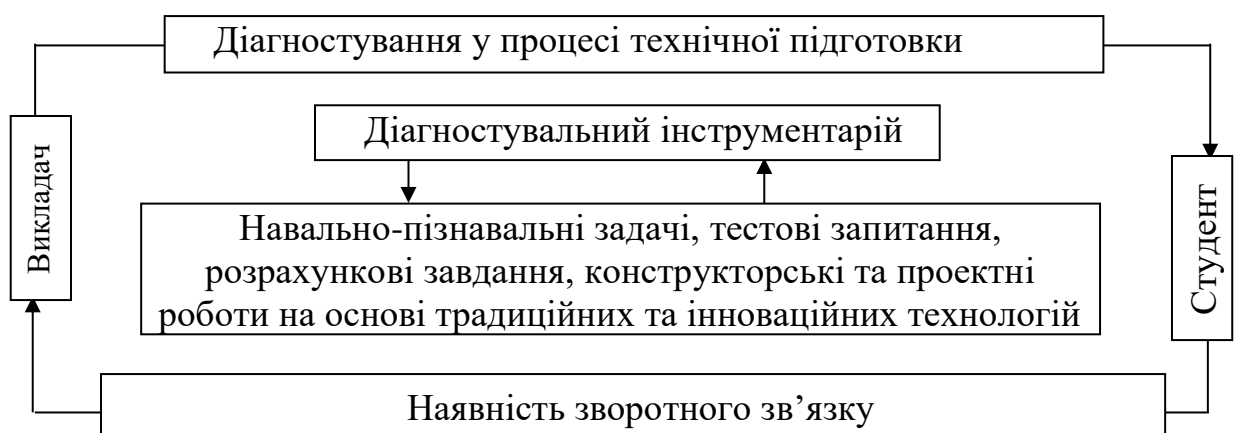 Діагностування у процесі технічної підготовки
Діагностувальний інструментарій
Викладач
Навально-пізнавальні задачі, тестові запитання,
розрахункові завдання, конструкторські та проектні
роботи на основі традиційних та інноваційних технологій
Студент
Наявність зворотного зв’язку